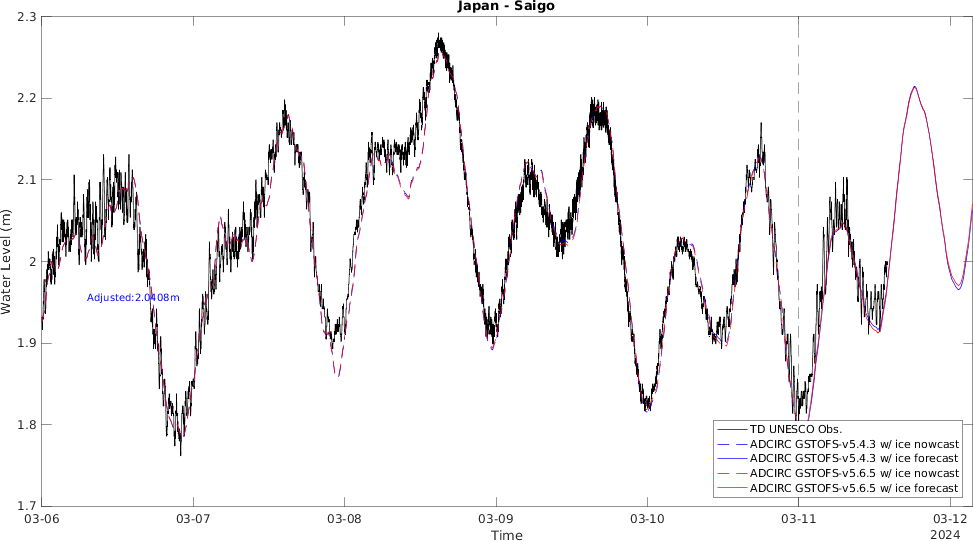 Japan - Saigo
Water Level (m)
2.3
2.2
2.1
2
1.9
1.8
1.7
Adjusted:2.0408m
TD UNESCO Obs.
ADCIRC GSTOFS-v5.4.3 w/ ice nowcast
ADCIRC GSTOFS-v5.4.3 w/ ice forecast
ADCIRC GSTOFS-v5.6.5 w/ ice nowcast
ADCIRC GSTOFS-v5.6.5 w/ ice forecast
03-06 03-07 03-08 03-09 03-10 03-11 03-12
Time
2024